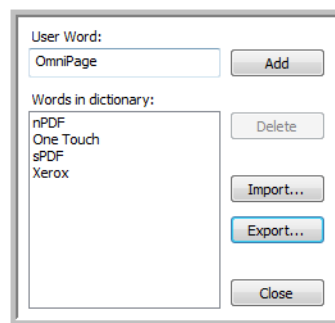 User Word:
OmniPage
Add
Words in dictionary:
nPDF
One Touch
sPDF
Xerox
Delete
Import...
Export...
Close